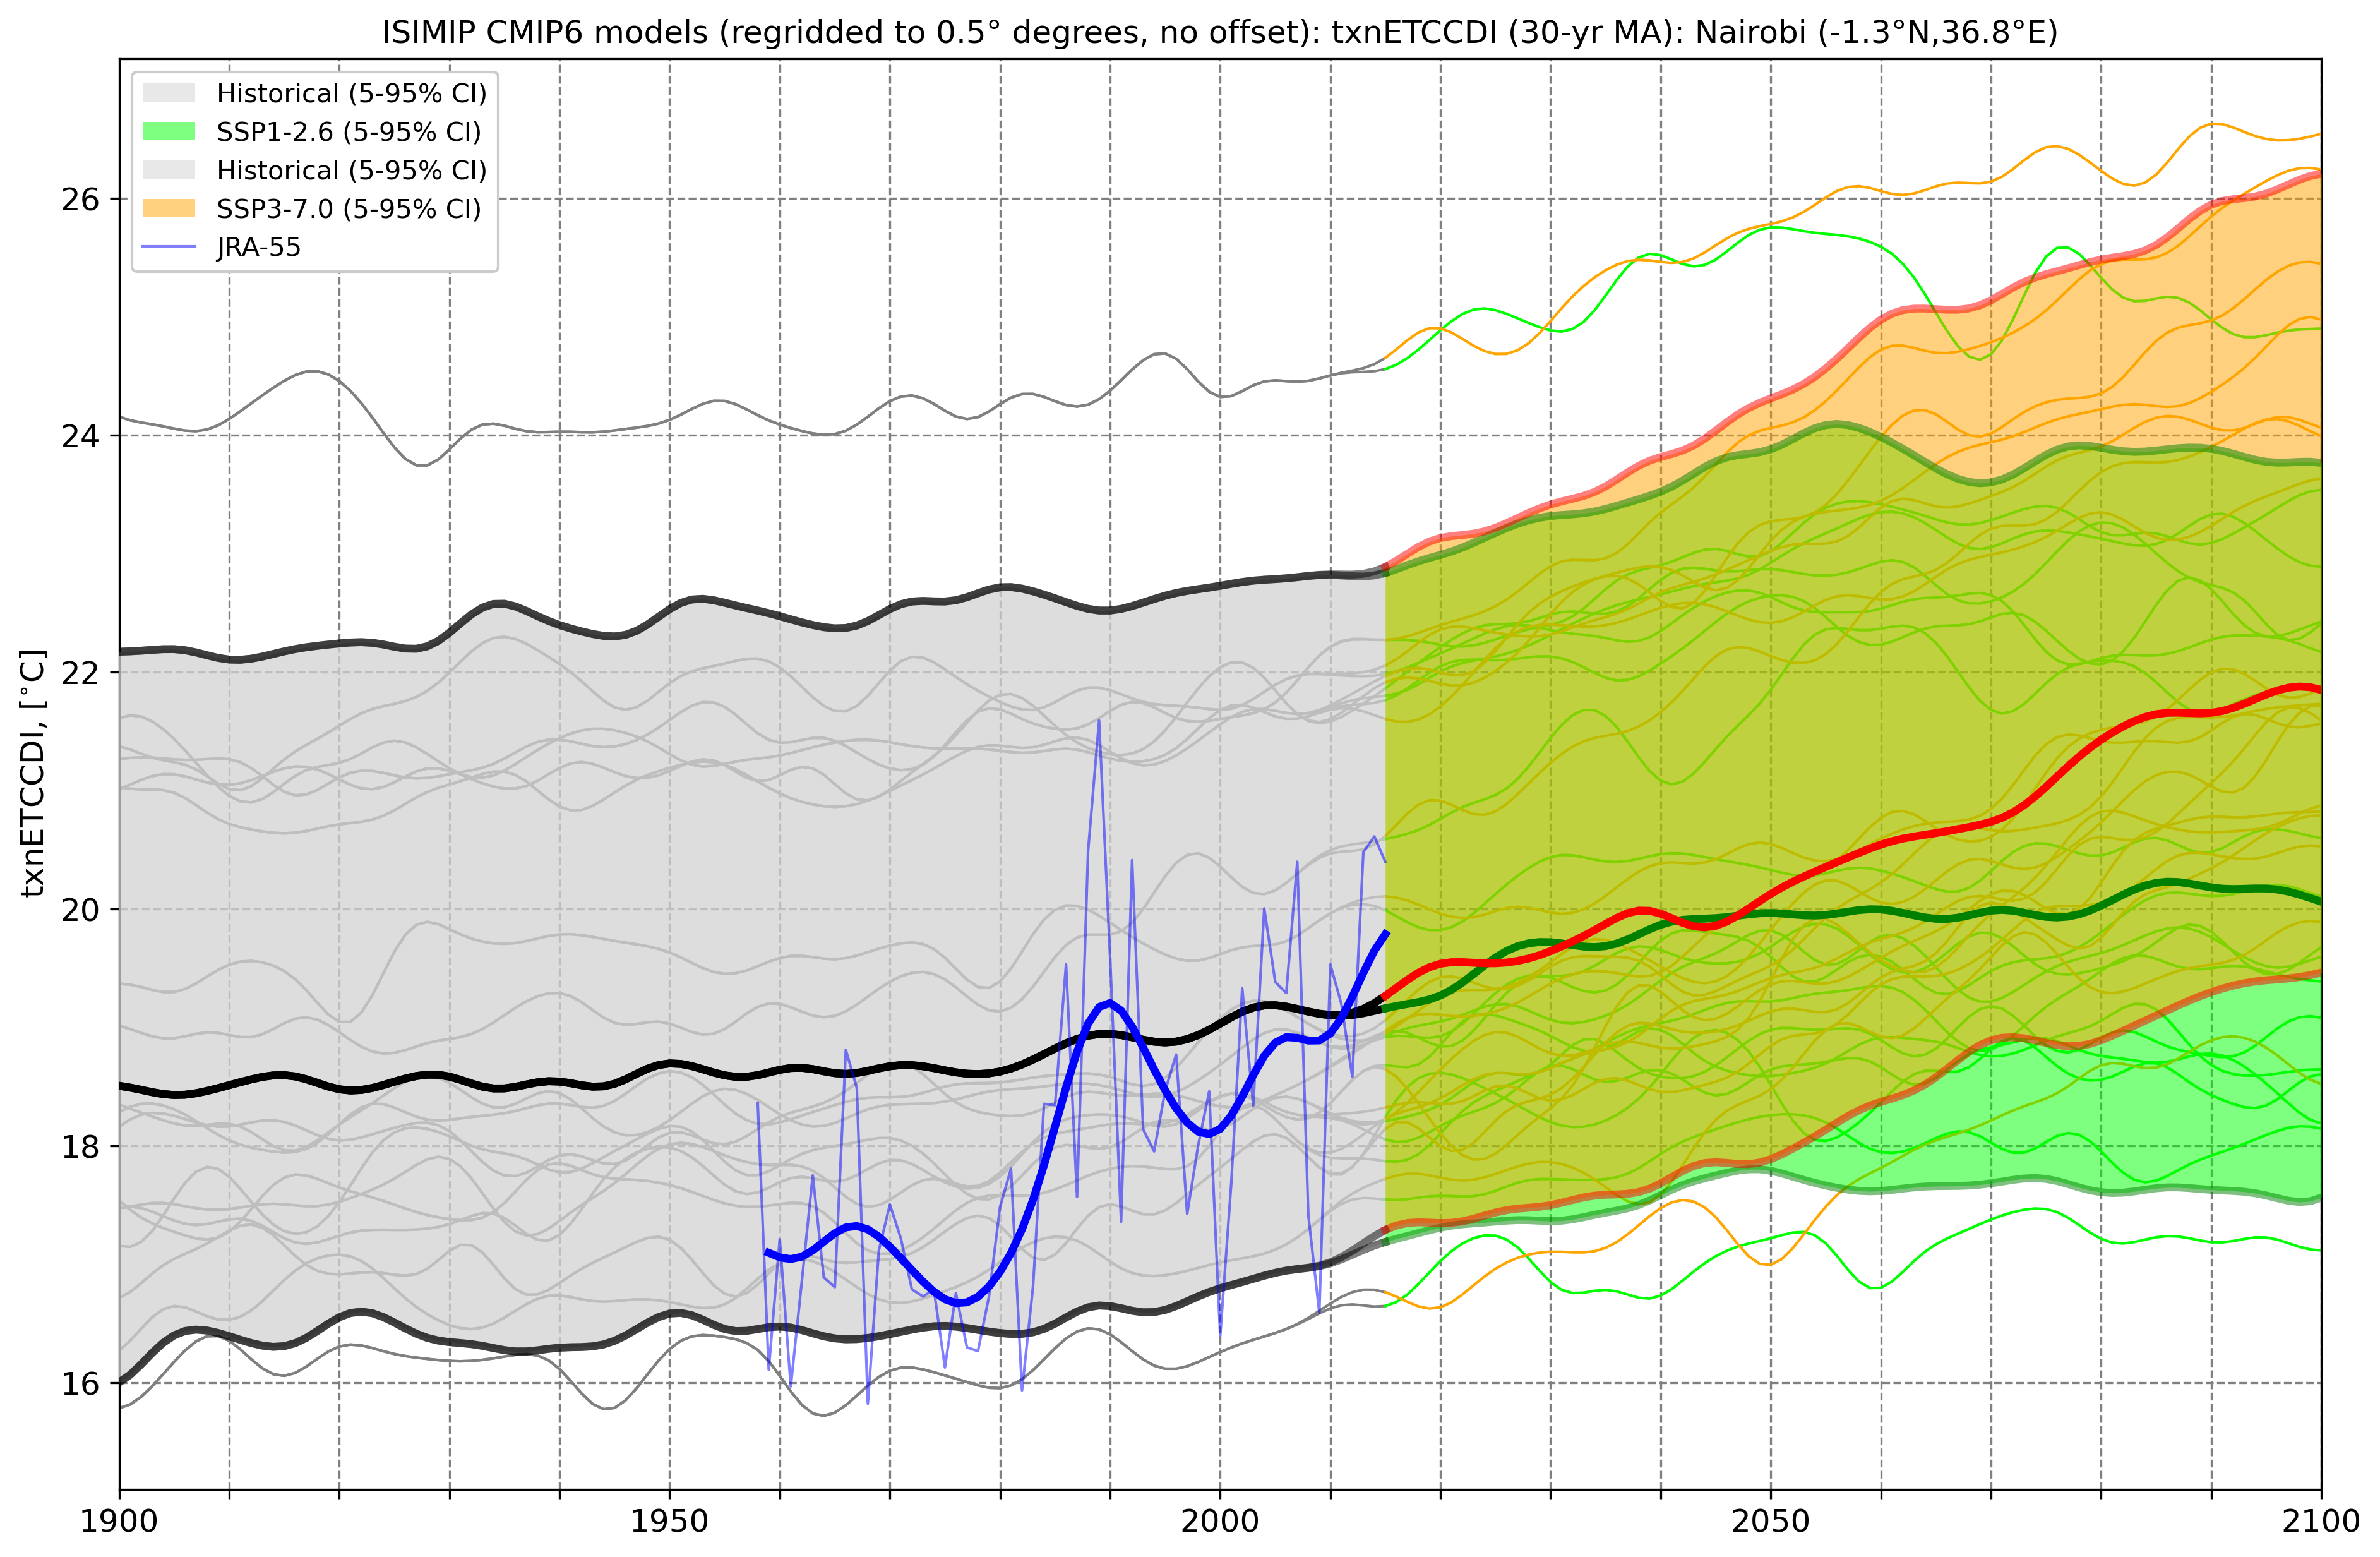 ISIMIP CMIP6 models (regridded to 0.5° degrees, no offset): txnETCCDI (30-yr MA): Nairobi (-1.3°N,36.8°E)
Historical (5-95% CI)
SSP1-2.6 (5-95% CI)
Historical (5-95% CI)
SSP3-7.0 (5-95% CI)
JRA-55
txnETCCDI, [°C]
26
24
22
20
18
16
1900
1950
2000
2050
2100